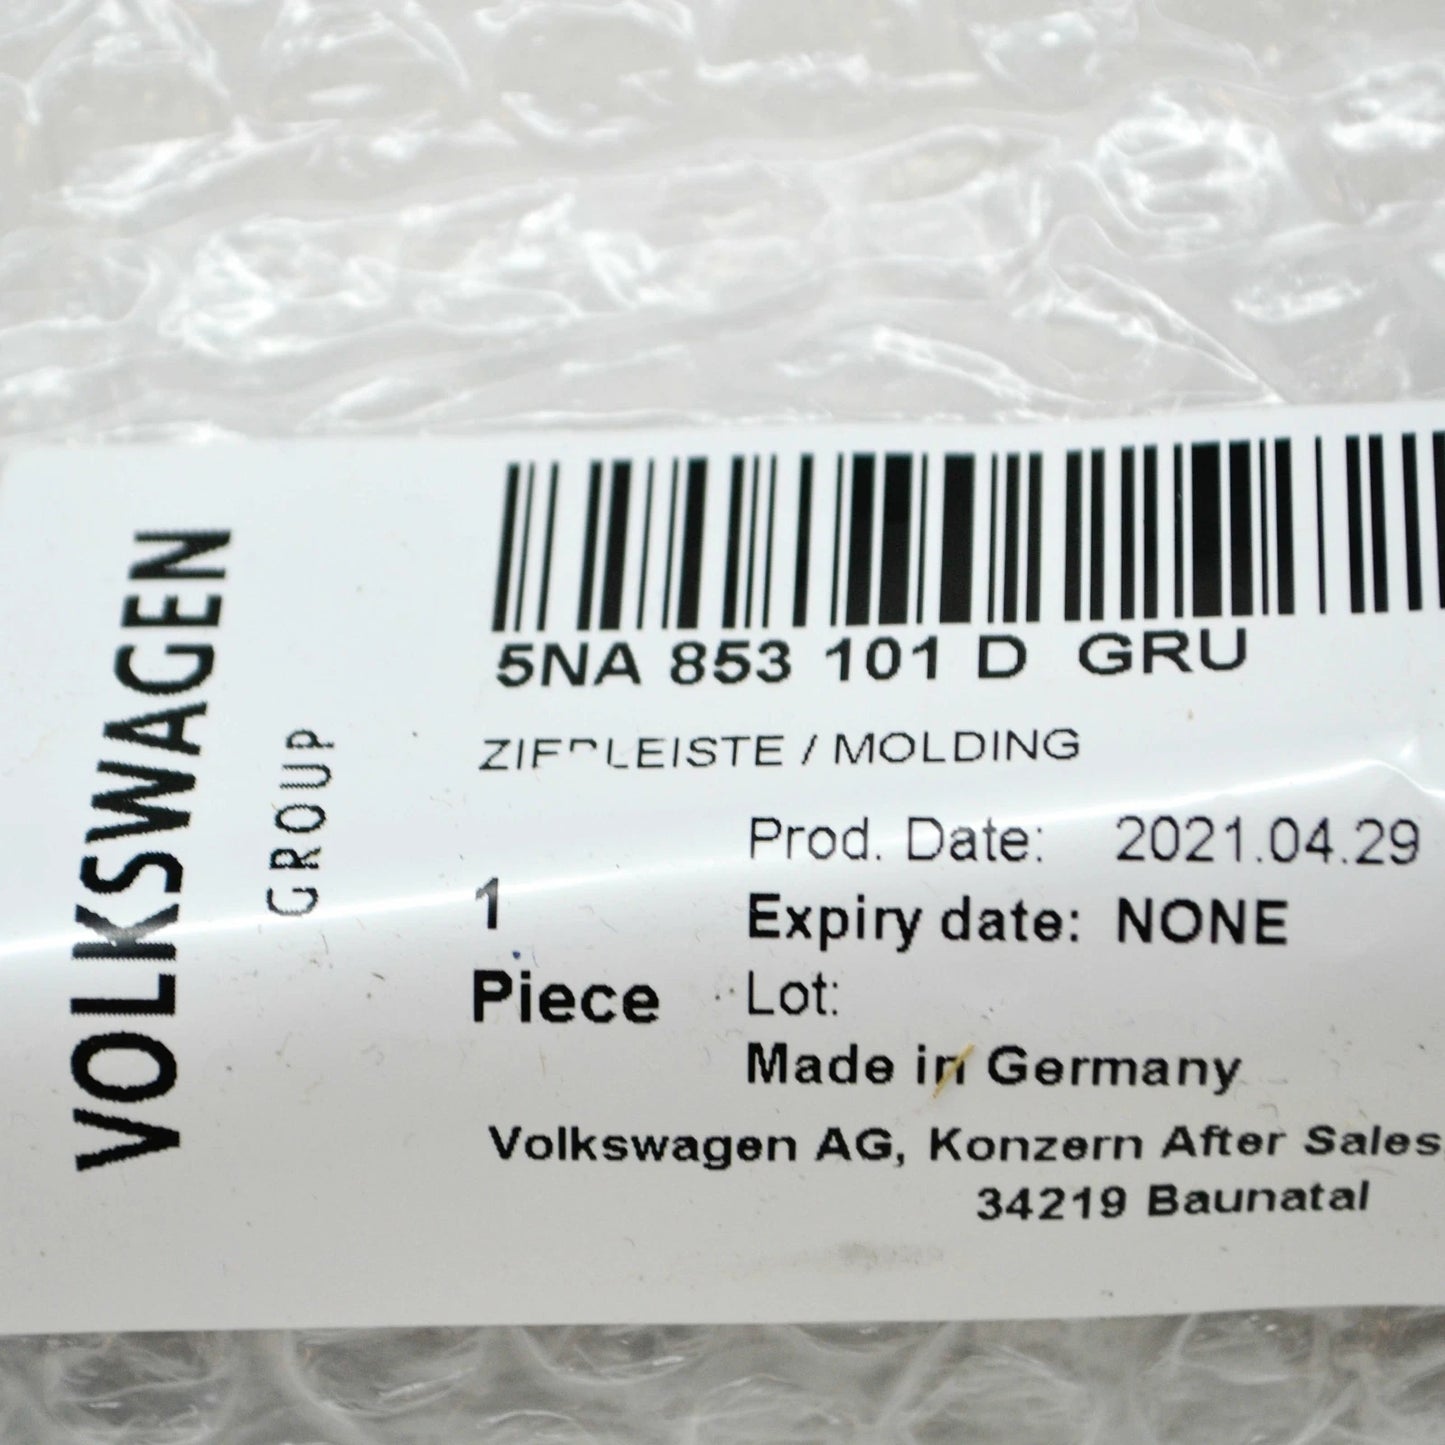 VOLKSWAGEN
GROUP
5NA 853 101 D GRU
/ MOLDING
Prod. Date: 2021.04.29
1
Expiry date: NONE
Piece
Lot:
Made in Germany
Volkswagen AG, Konzern After Sales
34219 Baunatal